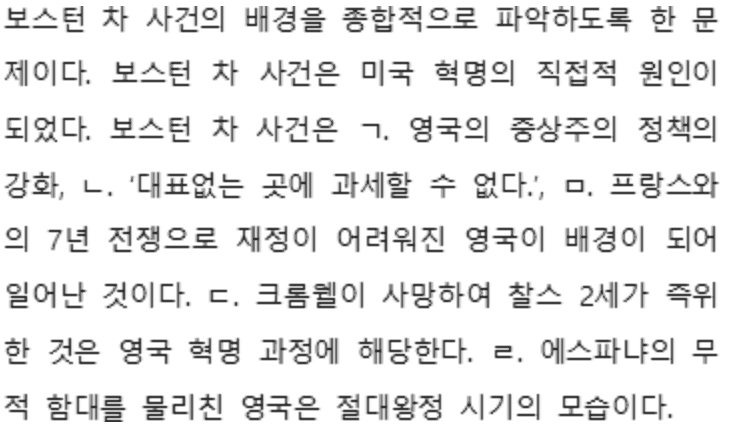 보스턴 차 사건의 배경을 종합적으로 파악하도록 한 문
제이다. 보스턴 차 사건은 미국 혁명의 직접적 원인이
되었다. 보스턴 차 사건은 ㄱ. 영국의 중상주의 정책의
강화, ㄴ. ‘대표없는 곳에 과세할 수 없다.’, ㅁ. 프랑스와
의 7년 전쟁으로 재정이 어려워진 영국이 배경이 되어
일어난 것이다. ㄷ. 크롬웰이 사망하여 찰스 2세가 즉위
한 것은 영국 혁명 과정에 해당한다. ㄹ. 에스파냐의 무
적 함대를 물리친 영국은 절대왕정 시기의 모습이다.